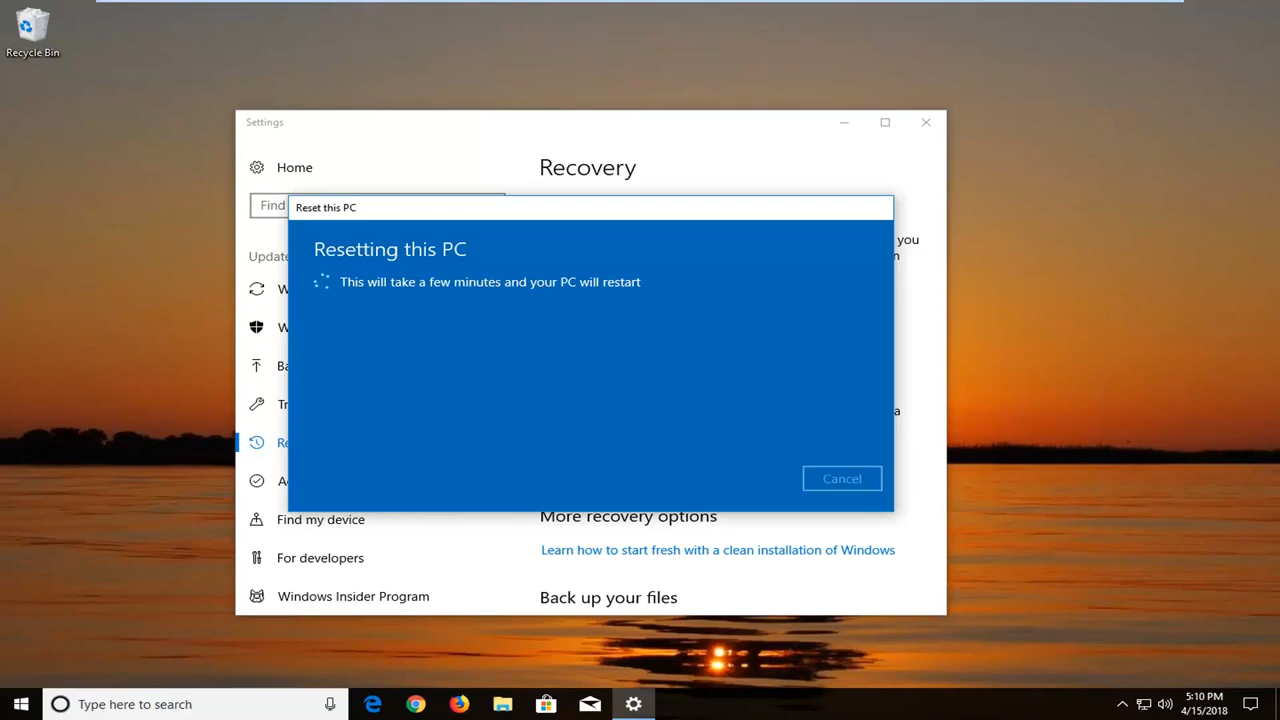 Recycle Bin
Settings
Home
Recovery
Find
Reset this PC
Resetting this PC
This will take a few minutes and your PC will restart
Cancel
you
Update
W
W
Ba
Tr
a
Re
A
Find my device
More recovery options
For developers
Learn how to start fresh with a clean installation of Windows
Windows Insider Program
Back up your files
Type here to search
5:10 PM
4/15/2018